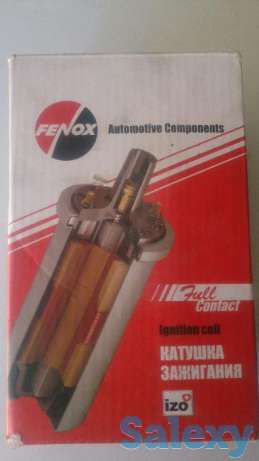 FENOX
Automotive Components
Full
Contact
Ignition coil
КАТУШКА
ЗАЖИГАНИЯ
izo
Salexy